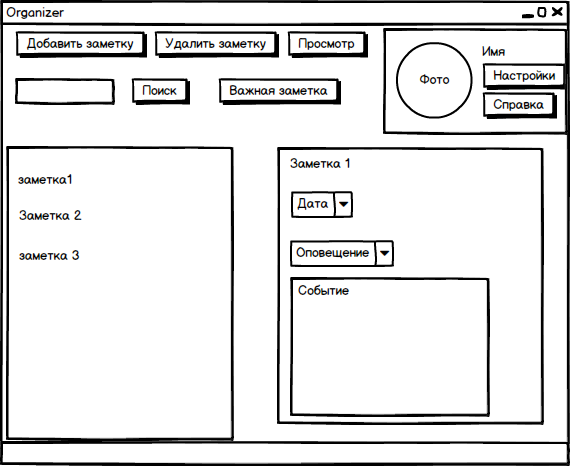 Organizer
Добавить заметку
Удалить заметку
Просмотр
Фото
Имя
Настройки
Справка
Поиск
Важная заметка
заметка1
Заметка 2
заметка 3
Заметка 1
Дата
Оповещение
Событие